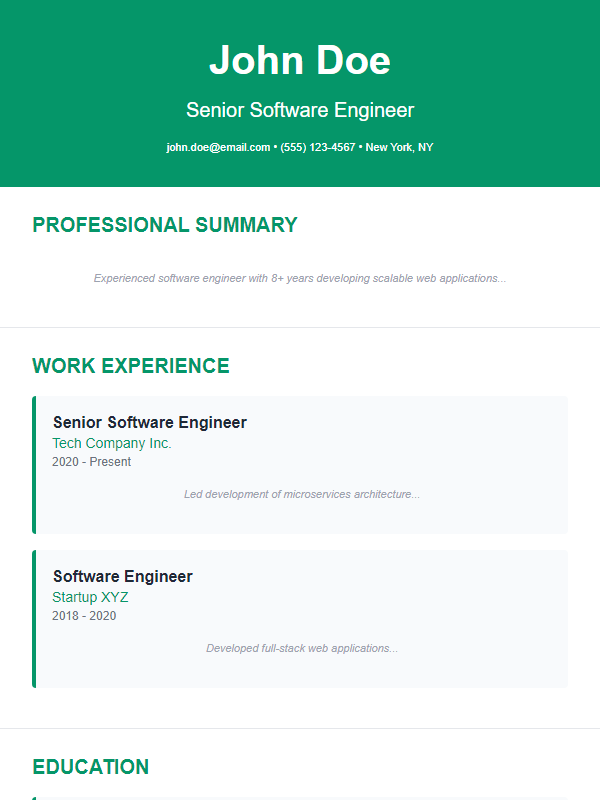 John Doe
Senior Software Engineer
john.doe@email.com • (555) 123-4567 • New York, NY
PROFESSIONAL SUMMARY
Experienced software engineer with 8+ years developing scalable web applications...
WORK EXPERIENCE
Senior Software Engineer
Tech Company Inc.
2020 - Present
Led development of microservices architecture...
Software Engineer
Startup XYZ
2018 - 2020
Developed full-stack web applications...
EDUCATION